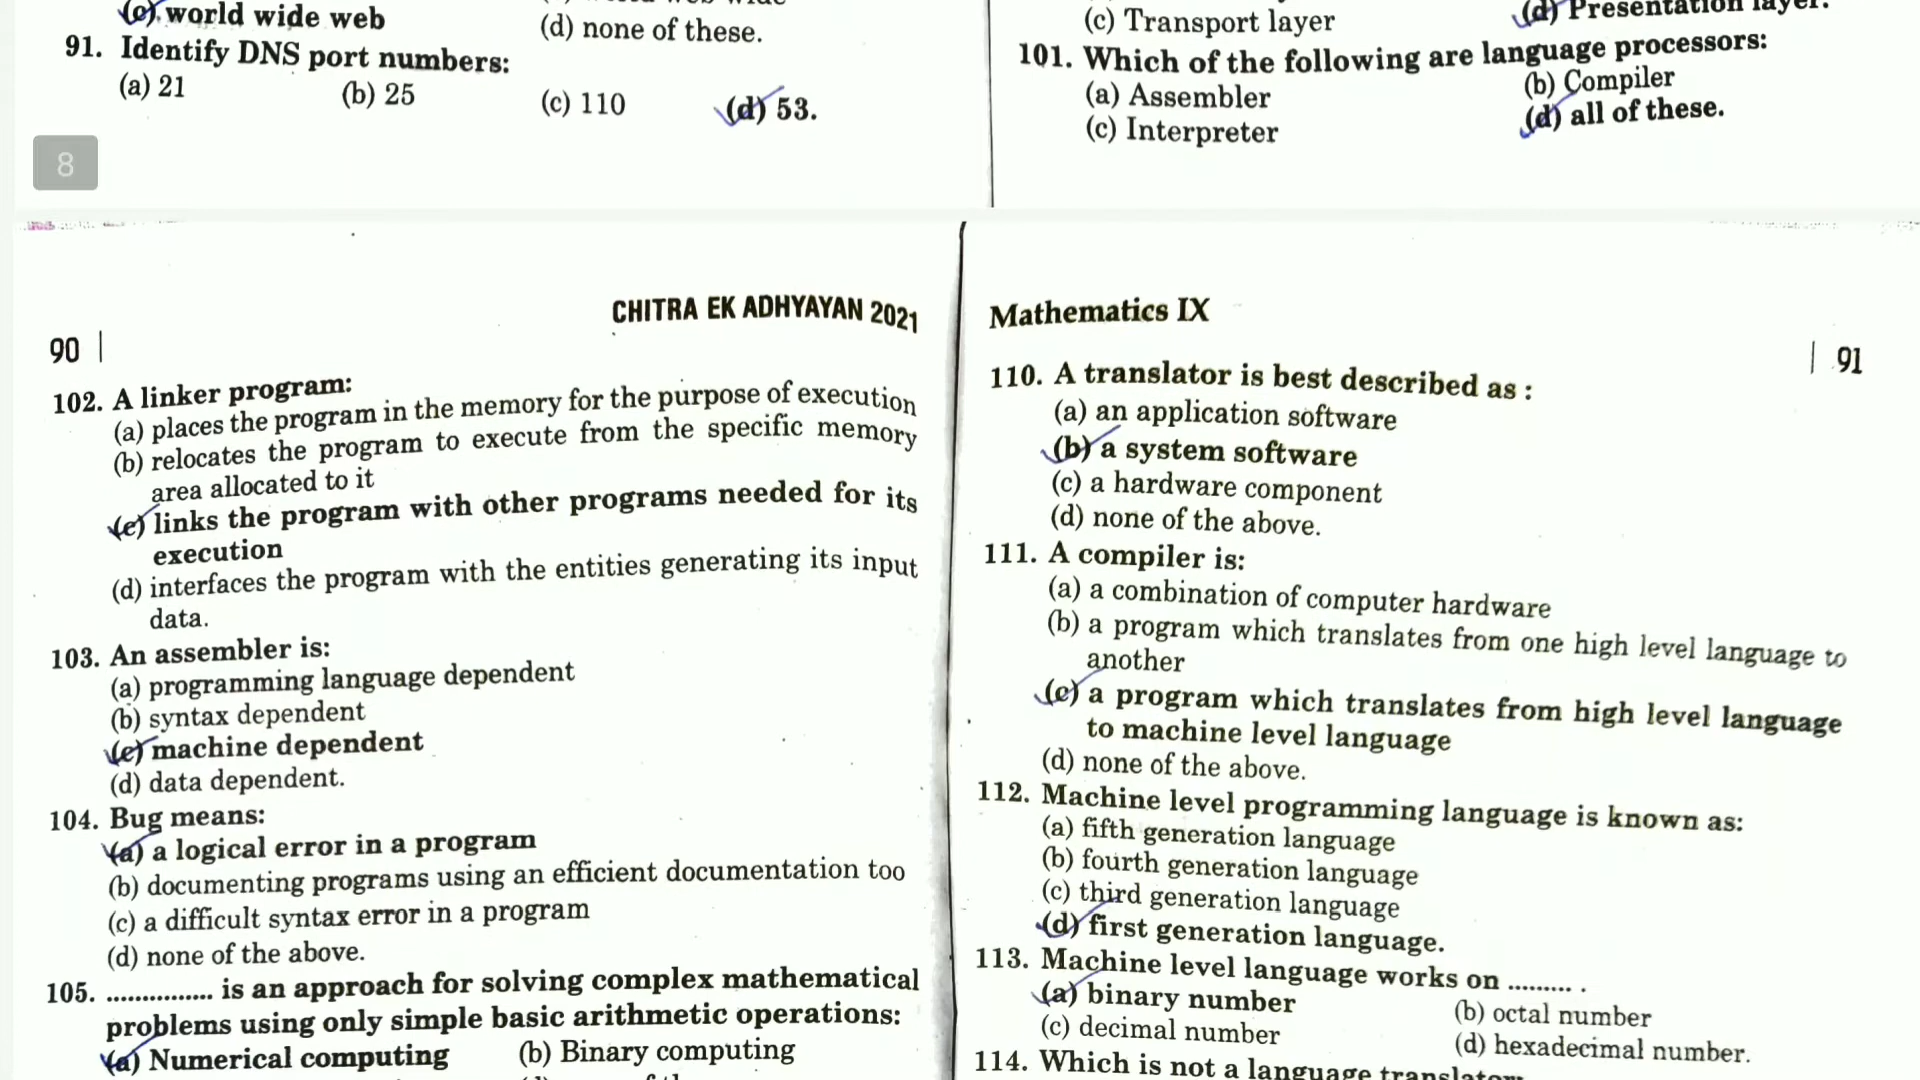 (c) world wide web
(d) none of these.
91. Identify DNS port numbers:
(a) 21 (b) 25 (c) 110 (d) 53.
8
(c) Transport layer (d) Presentation layer.
101. Which of the following are language processors:
(a) Assembler (b) Compiler
(c) Interpreter (d) all of these.
CHITRA EK ADHYAYAN 2021
90
102. A linker program:
(a) places the program in the memory for the purpose of execution
(b) relocates the program to execute from the specific memory
area allocated to it
(c) links the program with other programs needed for its
execution
(d) interfaces the program with the entities generating its input
data.
103. An assembler is:
(a) programming language dependent
(b) syntax dependent
(c) machine dependent
(d) data dependent.
104. Bug means:
(a) a logical error in a program
(b) documenting programs using an efficient documentation too
(c) a difficult syntax error in a program
(d) none of the above.
105. ............... is an approach for solving complex mathematical
problems using only simple basic arithmetic operations:
(a) Numerical computing (b) Binary computing
Mathematics IX
91
110. A translator is best described as :
(a) an application software
(b) a system software
(c) a hardware component
(d) none of the above.
111. A compiler is:
(a) a combination of computer hardware
(b) a program which translates from one high level language to
another
(c) a program which translates from high level language
to machine level language
(d) none of the above.
112. Machine level programming language is known as:
(a) fifth generation language
(b) fourth generation language
(c) third generation language
(d) first generation language.
113. Machine level language works on ......... .
(a) binary number (b) octal number
(c) decimal number (d) hexadecimal number.
114. Which is not a language translator